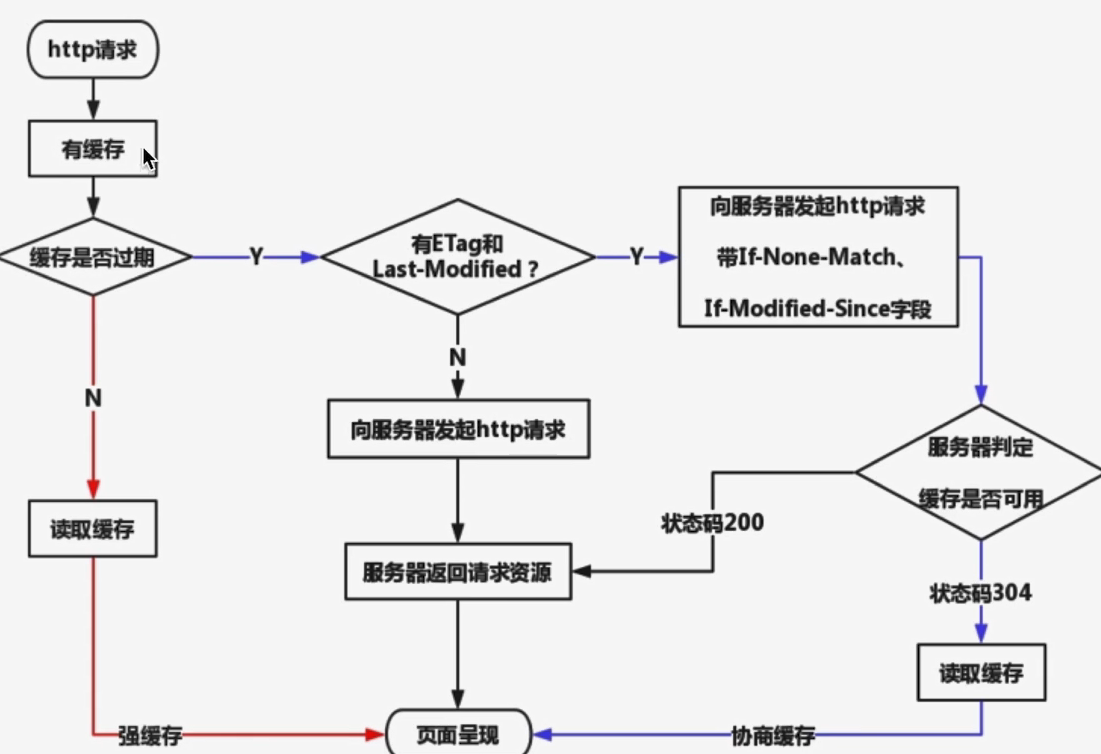 http请求
有缓存
缓存是否过期
Y
有ETag和
Last-Modified ?
Y
向服务器发起http请求
带If-None-Match、
If-Modified-Since字段
N
N
向服务器发起http请求
服务器判定
缓存是否可用
读取缓存
状态码200
服务器返回请求资源
状态码304
读取缓存
强缓存
页面呈现
协商缓存